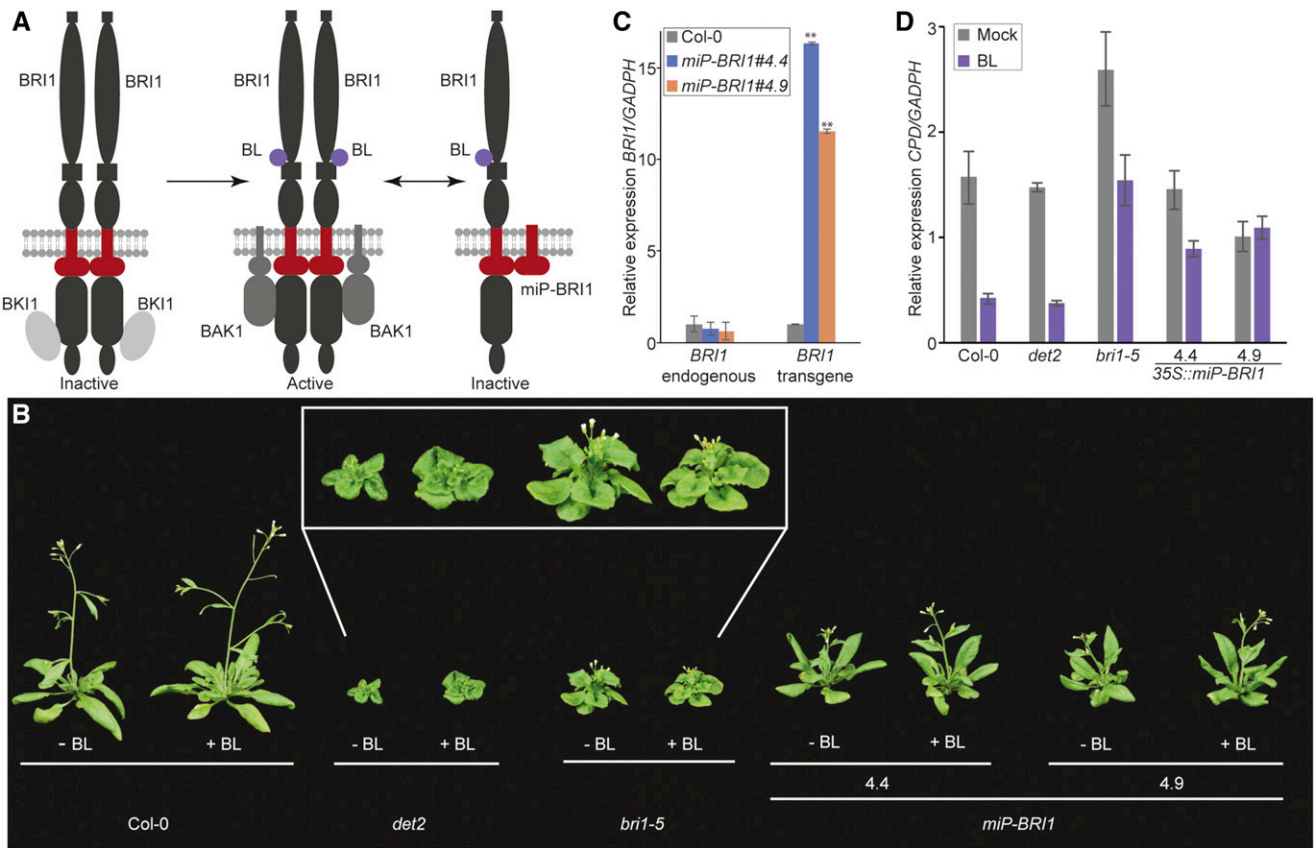 A
BRI1
BRI1
BKI1
BKI1
Inactive
BRI1
BRI1
BL
BL
BAK1
BAK1
Active
BRI1
BL
miP-BRI1
Inactive
C
Relative expression BRI1/GADPH
15
10
5
0
Col-0
miP-BRI1#4.4
miP-BRI1#4.9
**
**
BRI1
endogenous
BRI1
transgene
D
Relative expression CPD/GADPH
3
2
1
0
Mock
BL
Col-0
det2
bri1-5
4.4
4.9
35S::miP-BRI1
B
- BL
+ BL
- BL
+ BL
- BL
+ BL
- BL
+ BL
- BL
+ BL
4.4
4.9
Col-0
det2
bri1-5
miP-BRI1